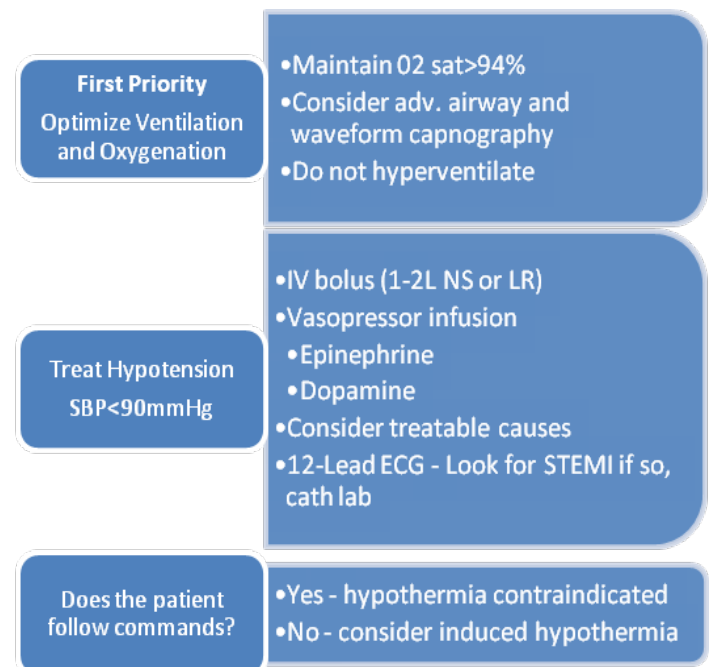 First Priority
Optimize Ventilation
and Oxygenation
•Maintain 02 sat>94%
•Consider adv. airway and
waveform capnography
•Do not hyperventilate
Treat Hypotension
SBP<90mmHg
•IV bolus (1-2L NS or LR)
•Vasopressor infusion
•Epinephrine
•Dopamine
•Consider treatable causes
•12-Lead ECG - Look for STEMI if so,
cath lab
Does the patient
follow commands?
•Yes - hypothermia contraindicated
•No - consider induced hypothermia